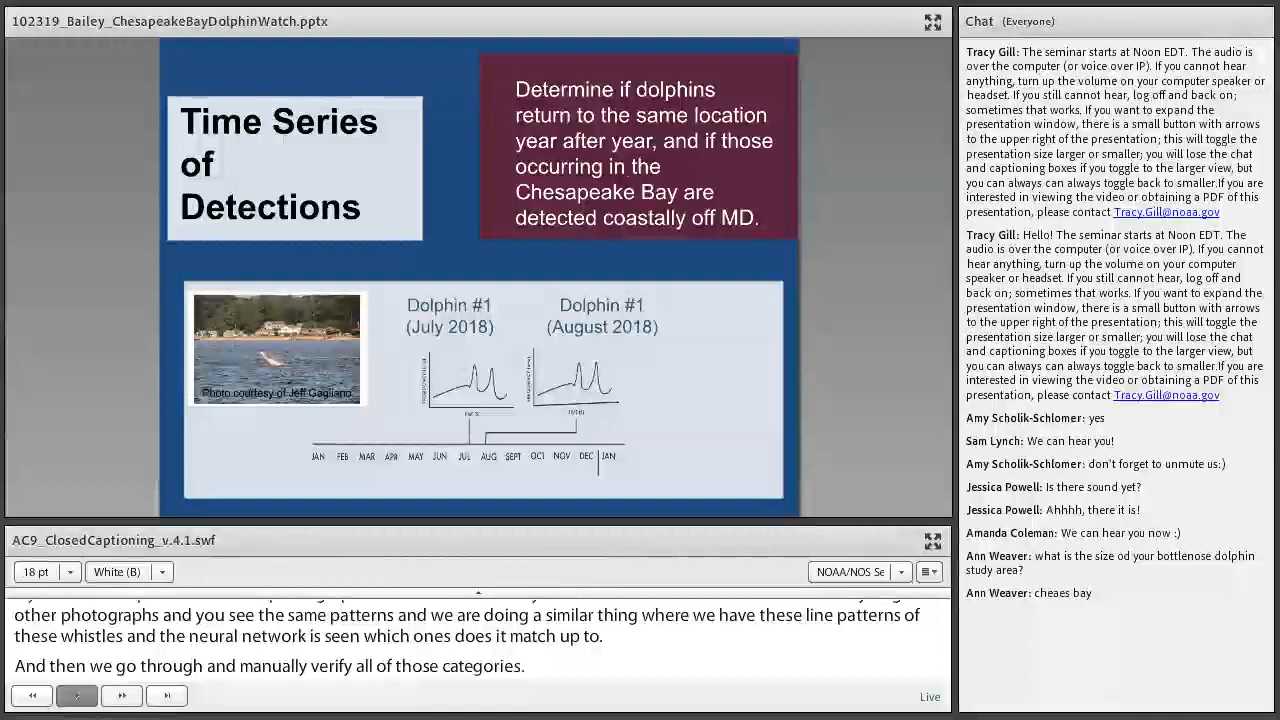 102319_Bailey_ChesapeakeBayDolphinWatch.pptx
Time Series
of
Detections
Determine if dolphins
return to the same location
year after year, and if those
occurring in the
Chesapeake Bay are
detected coastally off MD.
Photo courtesy of Jeff Gagliano
Dolphin #1
(July 2018)
Dolphin #1
(August 2018)
JAN FEB MAR APR MAY JUN JUL AUG SEPT OCT NOV DEC JAN
AC9_ClosedCaptioning_v.4.1.swf
18 pt
White (B)
NOAA/NOS Se
other photographs and you see the same patterns and we are doing a similar thing where we have these line patterns of
these whistles and the neural network is seen which ones does it match up to.
And then we go through and manually verify all of those categories.
Live
Chat (Everyone)
Tracy Gill: The seminar starts at Noon EDT. The audio is
over the computer (or voice over IP). If you cannot hear
anything, turn up the volume on your computer speaker or
headset. If you still cannot hear, log off and back on;
sometimes that works. If you want to expand the
presentation window, there is a small button with arrows
to the upper right of the presentation; this will toggle the
presentation size larger or smaller; you will lose the chat
and captioning boxes if you toggle to the larger view, but
you can always can always toggle back to smaller.If you are
interested in viewing the video or obtaining a PDF of this
presentation, please contact Tracy.Gill@noaa.gov
Tracy Gill: Hello! The seminar starts at Noon EDT. The
audio is over the computer (or voice over IP). If you cannot
hear anything, turn up the volume on your computer
speaker or headset. If you still cannot hear, log off and
back on; sometimes that works. If you want to expand the
presentation window, there is a small button with arrows
to the upper right of the presentation; this will toggle the
presentation size larger or smaller; you will lose the chat
and captioning boxes if you toggle to the larger view, but
you can always can always toggle back to smaller.If you are
interested in viewing the video or obtaining a PDF of this
presentation, please contact Tracy.Gill@noaa.gov
Amy Scholik-Schlomer: yes
Sam Lynch: We can hear you!
Amy Scholik-Schlomer: don't forget to unmute us:)
Jessica Powell: Is there sound yet?
Jessica Powell: Ahhhh, there it is!
Amanda Coleman: We can hear you now :)
Ann Weaver: what is the size od your bottlenose dolphin
study area?
Ann Weaver: cheaes bay